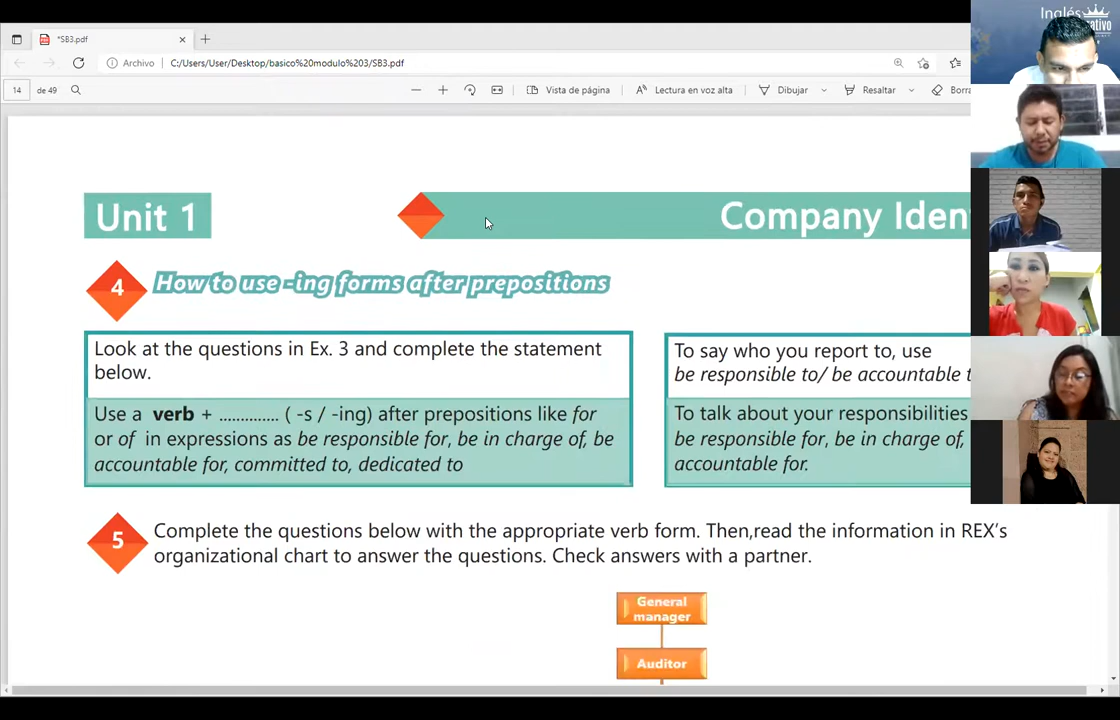 *SB3.pdf
Archivo C:/Users/User/Desktop/basico%20modulo%203/SB3.pdf
14 de 49 Vista de página Lectura en voz alta Dibujar Resaltar Borra
Inglés
Unit 1
Company Iden
4 How to use -ing forms after prepositions
Look at the questions in Ex. 3 and complete the statement
below.
Use a verb + ............. ( -s / -ing) after prepositions like for
or of in expressions as be responsible for, be in charge of, be
accountable for, committed to, dedicated to
To say who you report to, use
be responsible to/ be accountable t
To talk about your responsibilities
be responsible for, be in charge of,
accountable for.
5 Complete the questions below with the appropriate verb form. Then,read the information in REX's
organizational chart to answer the questions. Check answers with a partner.
General
manager
Auditor